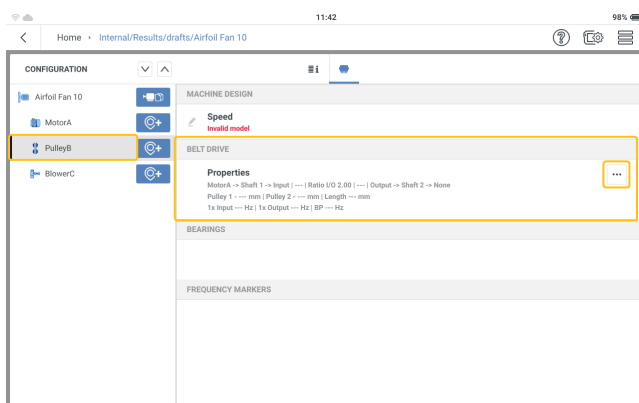 11:42
98%
Home › Internal/Results/drafts/Airfoil Fan 10
CONFIGURATION
Airfoil Fan 10
MotorA
PulleyB
BlowerC
MACHINE DESIGN
Speed
Invalid model
BELT DRIVE
Properties
MotorA -> Shaft 1 -> Input | --- | Ratio I/O 2.00 | --- | Output -> Shaft 2 -> None
Pulley 1 - --- mm | Pulley 2 - --- mm | Length --- mm
1x Input --- Hz | 1x Output --- Hz | BP --- Hz
BEARINGS
FREQUENCY MARKERS